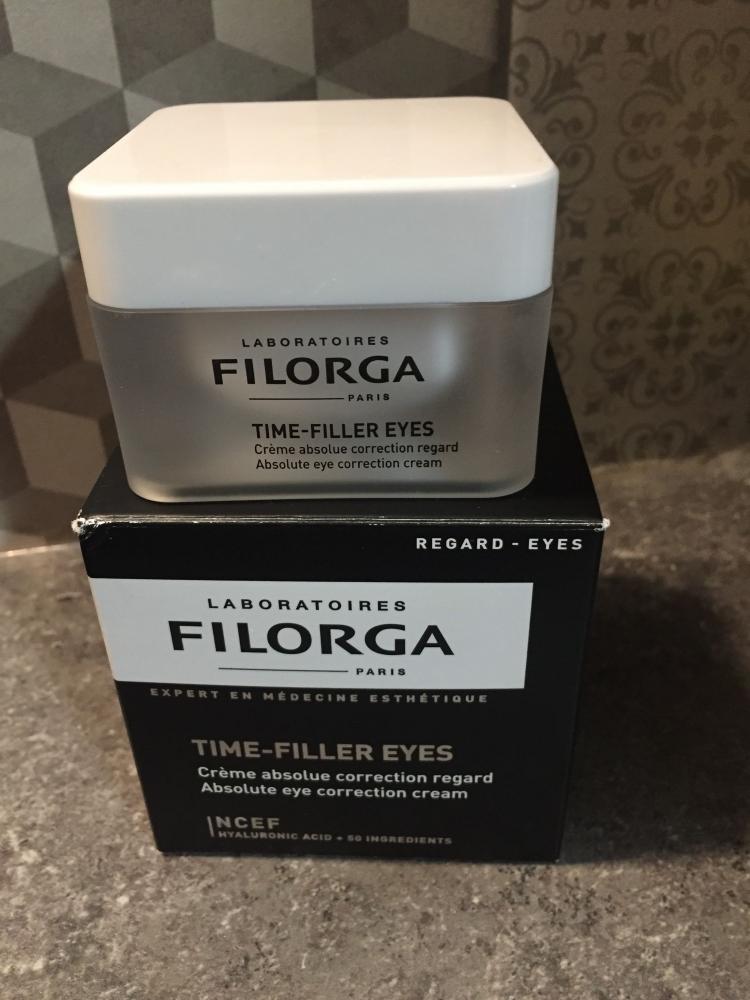 LABORATOIRES
FILORGA
PARIS
TIME-FILLER EYES
Crème absolue correction regard
Absolute eye correction cream
REGARD - EYES
LABORATOIRES
FILORGA
PARIS
EXPERT EN MÉDECINE ESTHÉTIQUE
TIME-FILLER EYES
Crème absolue correction regard
Absolute eye correction cream
NCEF
HYALURONIC ACID + 50 INGREDIENTS